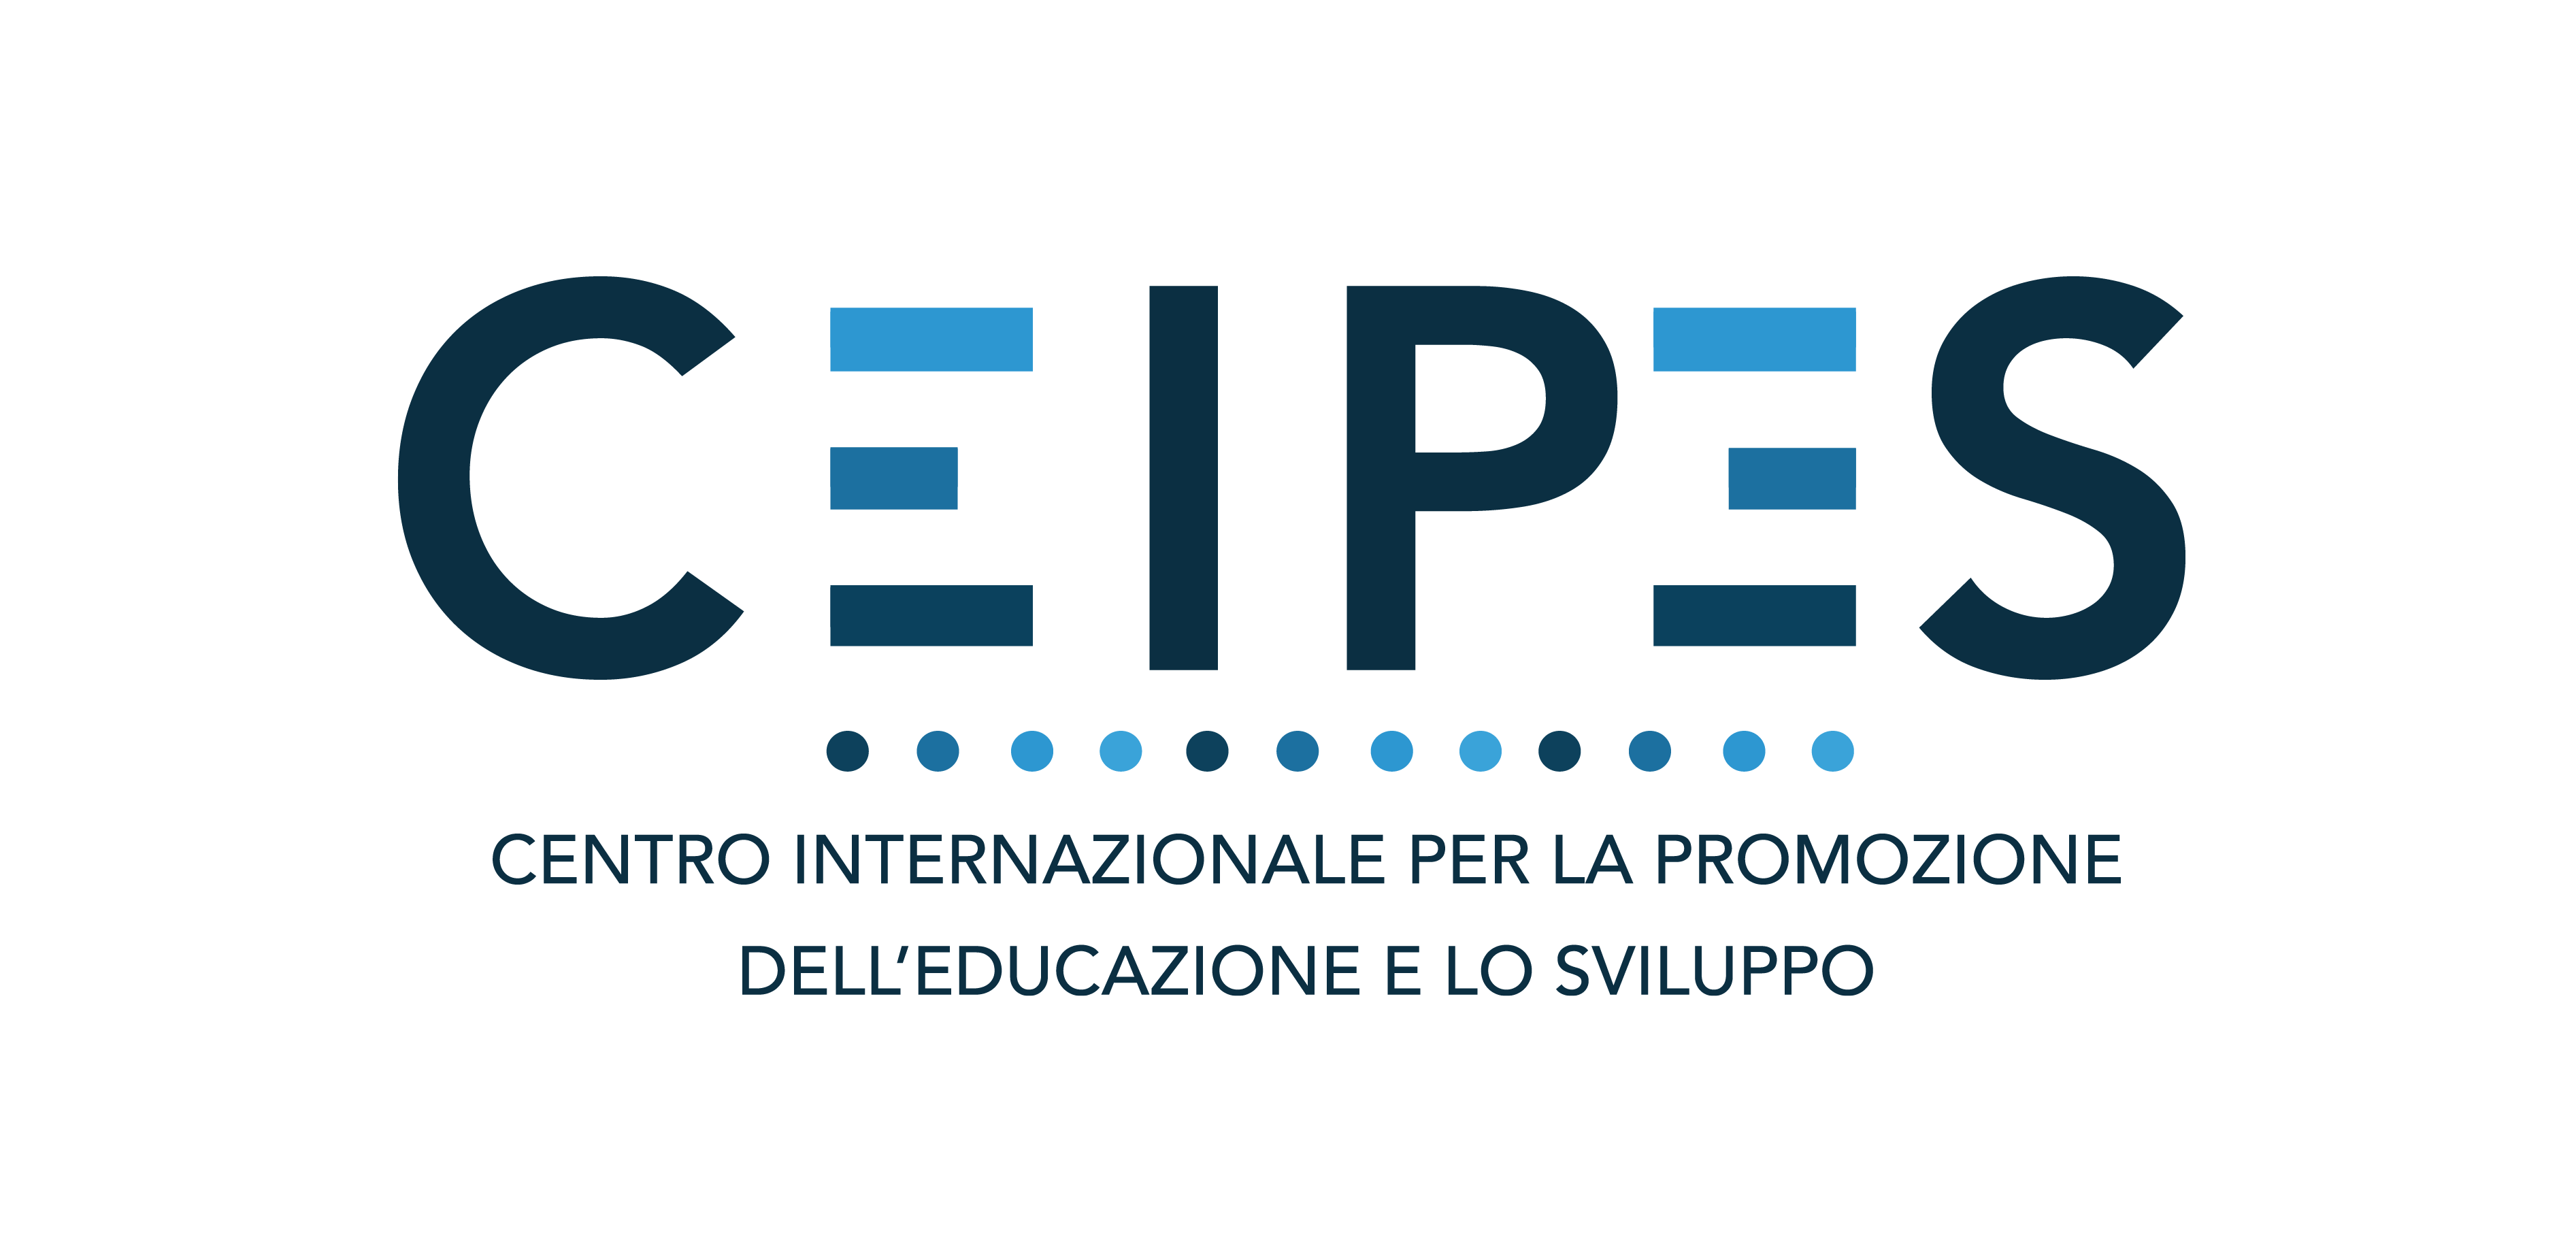 CEIPES
CENTRO INTERNAZIONALE PER LA PROMOZIONE
DELL’EDUCAZIONE E LO SVILUPPO